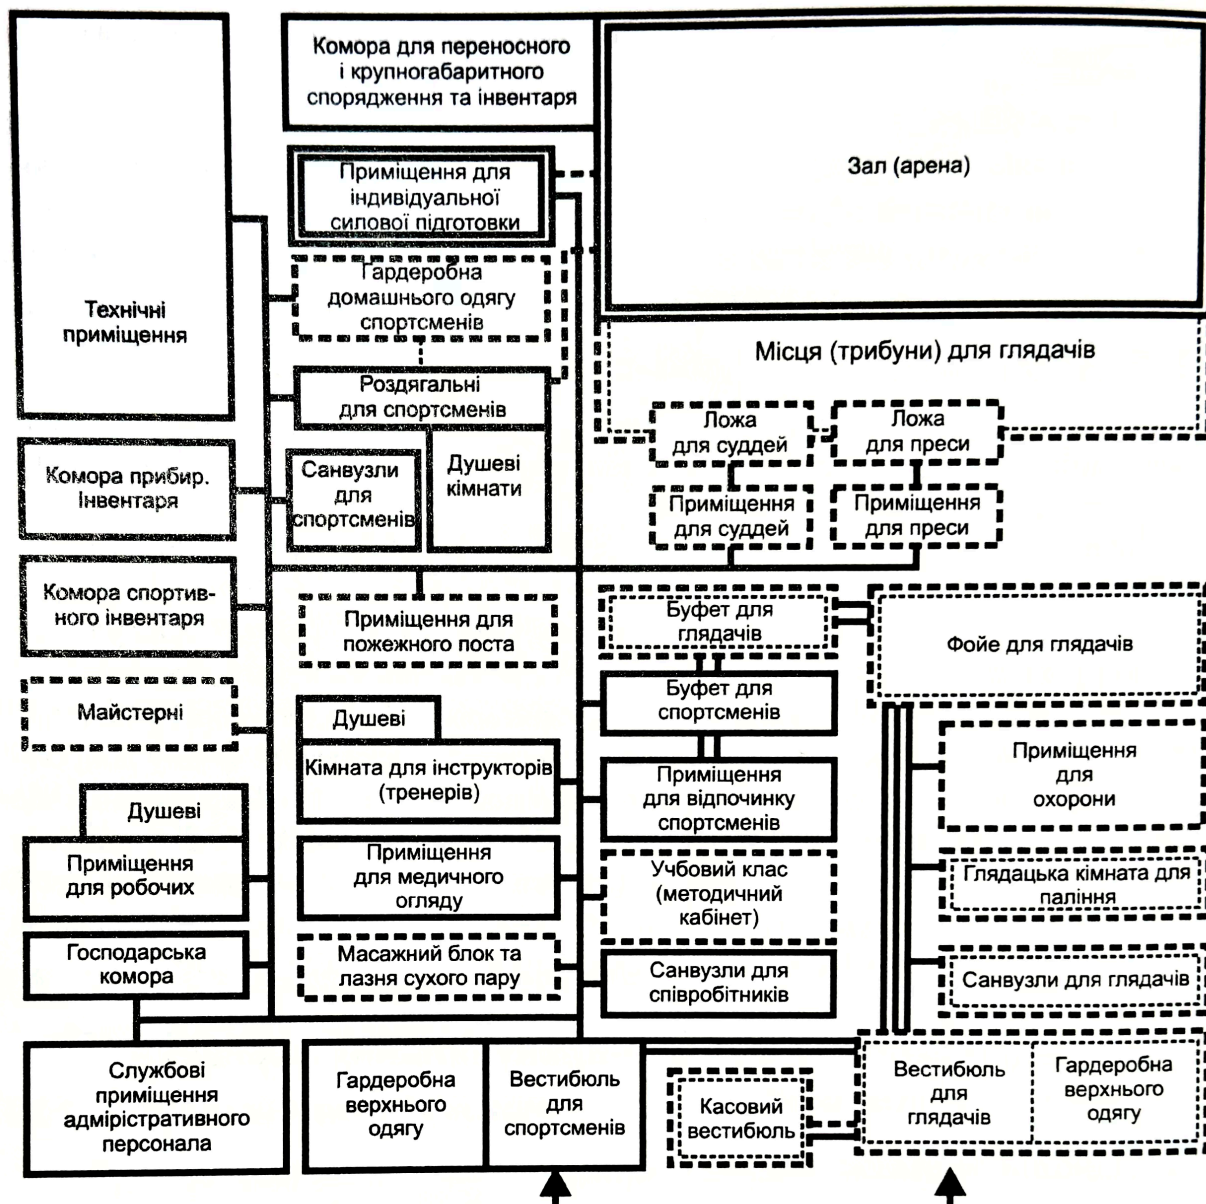 Комора для переносного
і крупногабаритного
спорядження та інвентаря
Зал (арена)
Приміщення для
індивідуальної
силової підготовки
Гардеробна
домашнього одягу
спортсменів
Технічні
приміщення
Місця (трибуни) для глядачів
Роздягальні
для спортсменів
Ложа
для суддей
Ложа
для преси
Комора прибир.
Інвентаря
Санвузли
для
спортсменів
Душеві
кімнати
Приміщення
для суддей
Приміщення
для преси
Комора спортив-
ного інвентаря
Приміщення для
пожежного поста
Буфет для
глядачів
Фойе для глядачів
Майстерні
Буфет для
спортсменів
Душеві
Кімната для інструкторів
(тренерів)
Приміщення
для відпочинку
спортсменів
Приміщення
для
охорони
Душеві
Приміщення
для робочих
Приміщення
для медичного
огляду
Учбовий клас
(методичний
кабінет)
Глядацька кімната для
паління
Господарська
комора
Масажний блок та
лазня сухого пару
Санвузли для
співробітників
Санвузли для глядачів
Службові
приміщення
адмірістративного
персонала
Гардеробна
верхнього
одягу
Вестибюль
для
спортсменів
Касовий
вестибюль
Вестибюль
для
глядачів
Гардеробна
верхнього
одягу